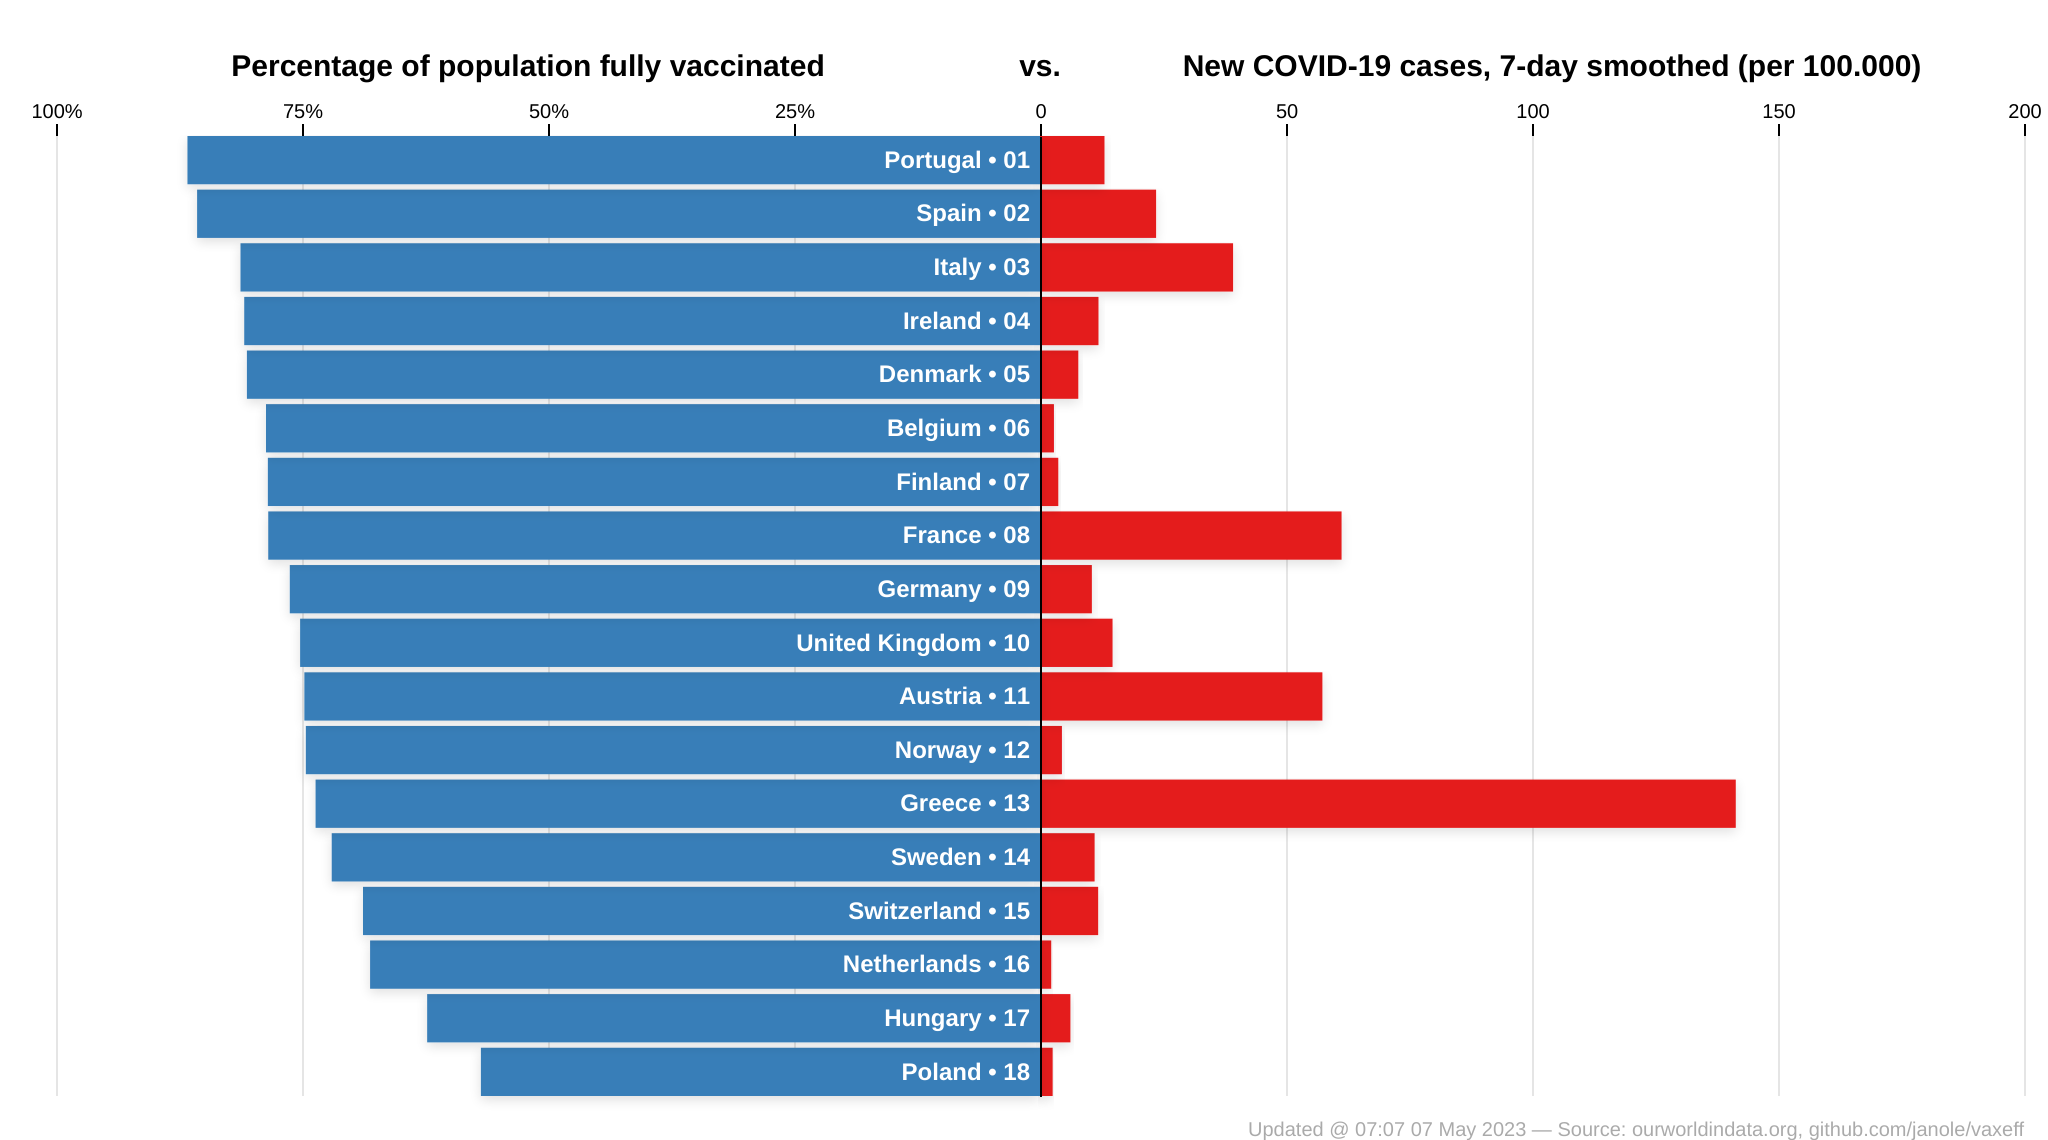 Percentage of population fully vaccinated vs. New COVID-19 cases, 7-day smoothed (per 100.000)
100% 75% 50% 25% 0 50 100 150 200
Portugal • 01
Spain • 02
Italy • 03
Ireland • 04
Denmark • 05
Belgium • 06
Finland • 07
France • 08
Germany • 09
United Kingdom • 10
Austria • 11
Norway • 12
Greece • 13
Sweden • 14
Switzerland • 15
Netherlands • 16
Hungary • 17
Poland • 18
Updated @ 07:07 07 May 2023 — Source: ourworldindata.org, github.com/janole/vaxeff